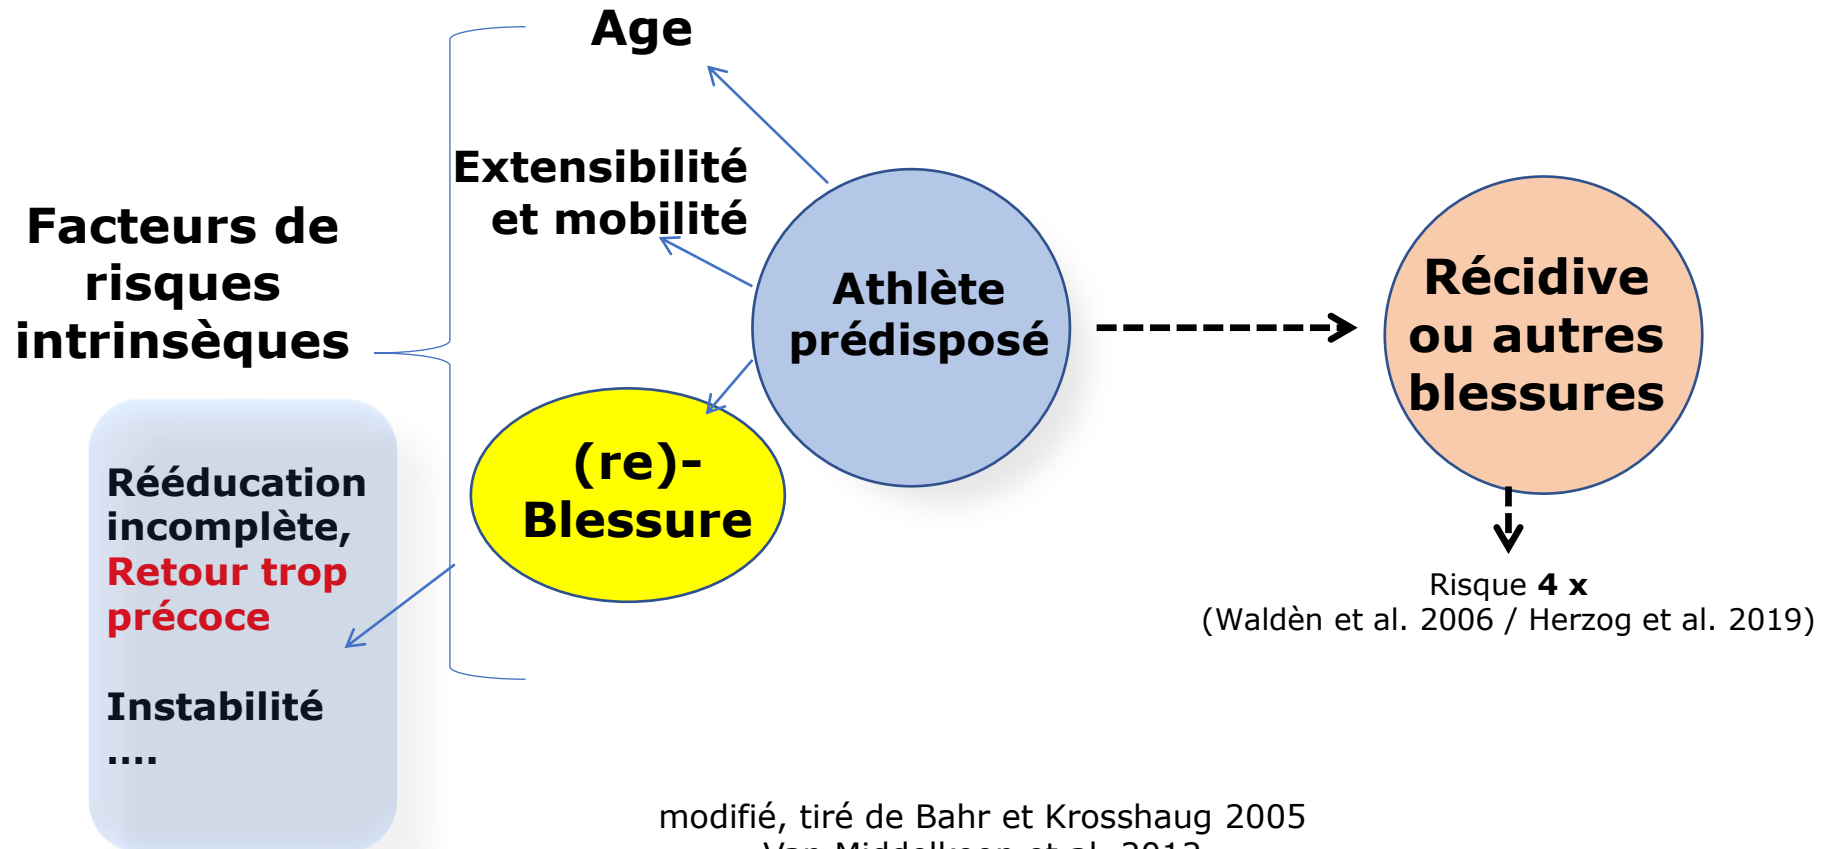 Age
Extensibilité
et mobilité
Facteurs de
risques
intrinsèques
Athlète
prédisposé
Récidive
ou autres
blessures
(re)-
Blessure
Rééducation
incomplète,
Retour trop
précoce
Instabilité
....
Risque 4 x
(Waldèn et al. 2006 / Herzog et al. 2019)
modifié, tiré de Bahr et Krosshaug 2005